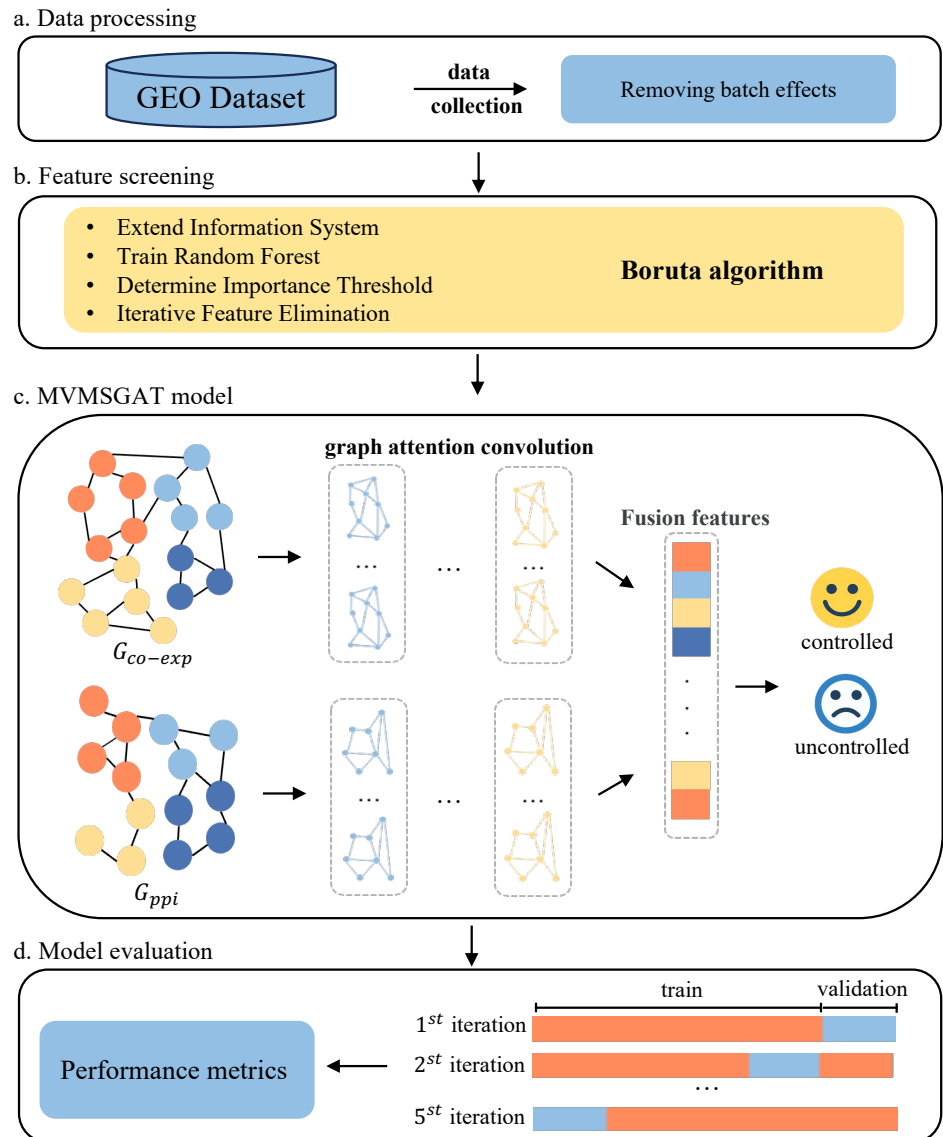 a. Data processing
GEO Dataset
data
collection
Removing batch effects
b. Feature screening
• Extend Information System
• Train Random Forest
• Determine Importance Threshold
• Iterative Feature Elimination
Boruta algorithm
c. MVMSGAT model
graph attention convolution
Fusion features
... ... ...
G_{co-exp}
controlled
uncontrolled
... ... ...
G_{ppi}
d. Model evaluation
train
validation
1^{st} iteration
2^{st} iteration
...
5^{st} iteration
Performance metrics